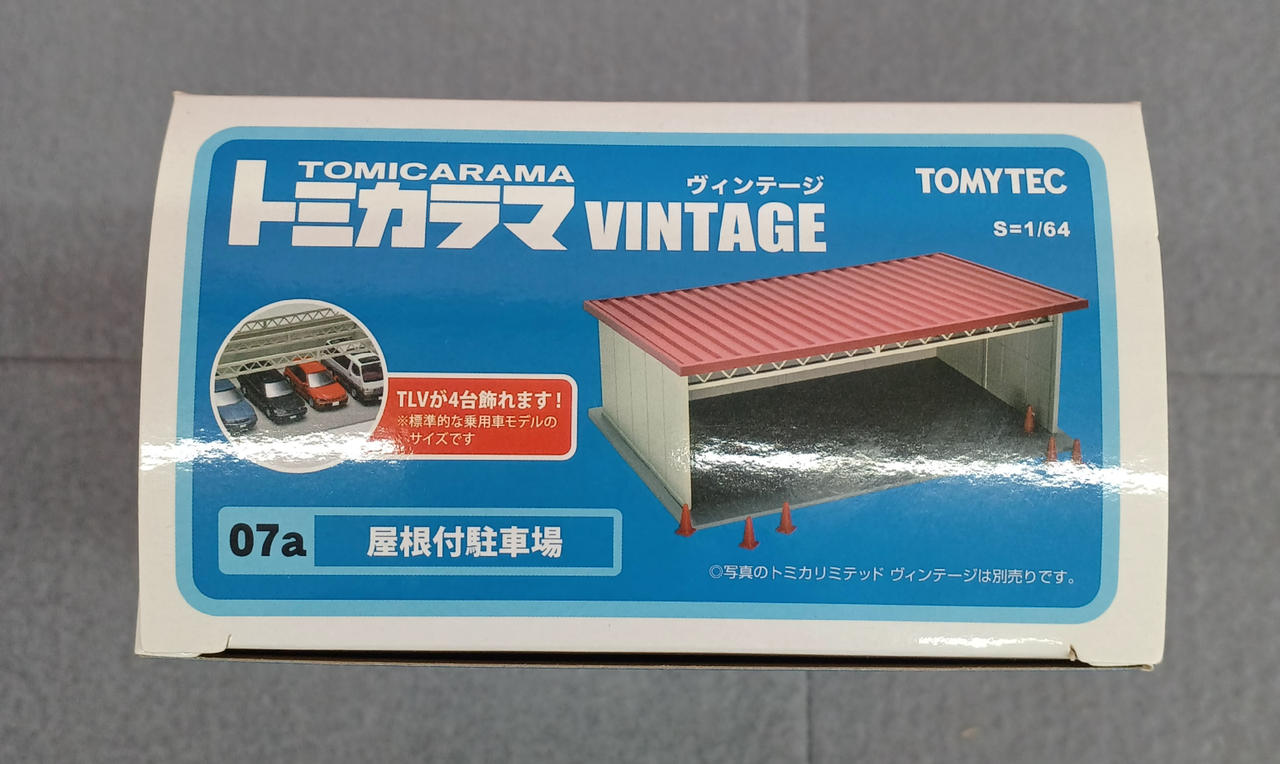 TOMICARAMA
トミカラマ
ヴィンテージ
VINTAGE
TOMYTEC
S=1/64
TLVが4台飾れます!
※標準的な乗用車モデルの
サイズです
07a
屋根付駐車場
◎写真のトミカリミテッド ヴィンテージは別売りです。